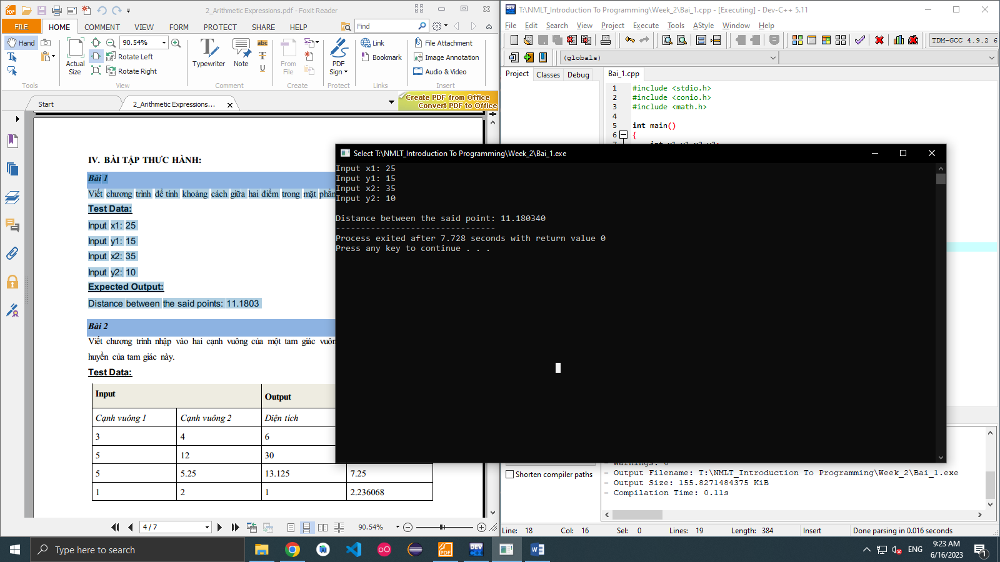 2_Arithmetic Expressions.pdf - Foxit Reader
FILE HOME COMMENT VIEW FORM PROTECT SHARE HELP
Find
Hand
90.54%
Rotate Left
Rotate Right
Actual Size
Typewriter
Note
abc
T
U
From File
PDF Sign
Link
Bookmark
File Attachment
Image Annotation
Audio & Video
Tools View Comment Create Protect Links Insert
Start
2_Arithmetic Expressions...
Create PDF from Office
Convert PDF to Office
IV. BÀI TẬP THỰC HÀNH:
Bài 1
Viết chương trình để tính khoảng cách giữa hai điểm trong mặt phẳn
Test Data:
Input x1: 25
Input y1: 15
Input x2: 35
Input y2: 10
Expected Output:
Distance between the said points: 11.1803
Bài 2
Viết chương trình nhập vào hai cạnh vuông của một tam giác vuôn
huyền của tam giác này.
Test Data:
Input Output
Cạnh vuông 1 Cạnh vuông 2 Diện tích
3 4 6
5 12 30
5 5.25 13.125 7.25
1 2 1 2.236068
4 / 7
90.54%
T:\NMLT_Introduction To Programming\Week_2\Bai_1.cpp - [Executing] - Dev-C++ 5.11
File Edit Search View Project Execute Tools AStyle Window Help
TDM-GCC 4.9.2 6
(globals)
Project Classes Debug
Bai_1.cpp
1 #include <stdio.h>
2 #include <conio.h>
3 #include <math.h>
4
5 int main()
6 {
7 int x1,y1,x2,y2;
Select T:\NMLT_Introduction To Programming\Week_2\Bai_1.exe
Input x1: 25
Input y1: 15
Input x2: 35
Input y2: 10
Distance between the said point: 11.180340
--------------------------------
Process exited after 7.728 seconds with return value 0
Press any key to continue . . .
- Warnings: 0
- Output Filename: T:\NMLT_Introduction To Programming\Week_2\Bai_1.exe
- Output Size: 155.8271484375 KiB
- Compilation Time: 0.11s
Shorten compiler paths
Line: 18 Col: 16 Sel: 0 Lines: 19 Length: 384 Insert Done parsing in 0.016 seconds
Type here to search
PDF
DEV
ENG
9:23 AM
6/16/2023
1